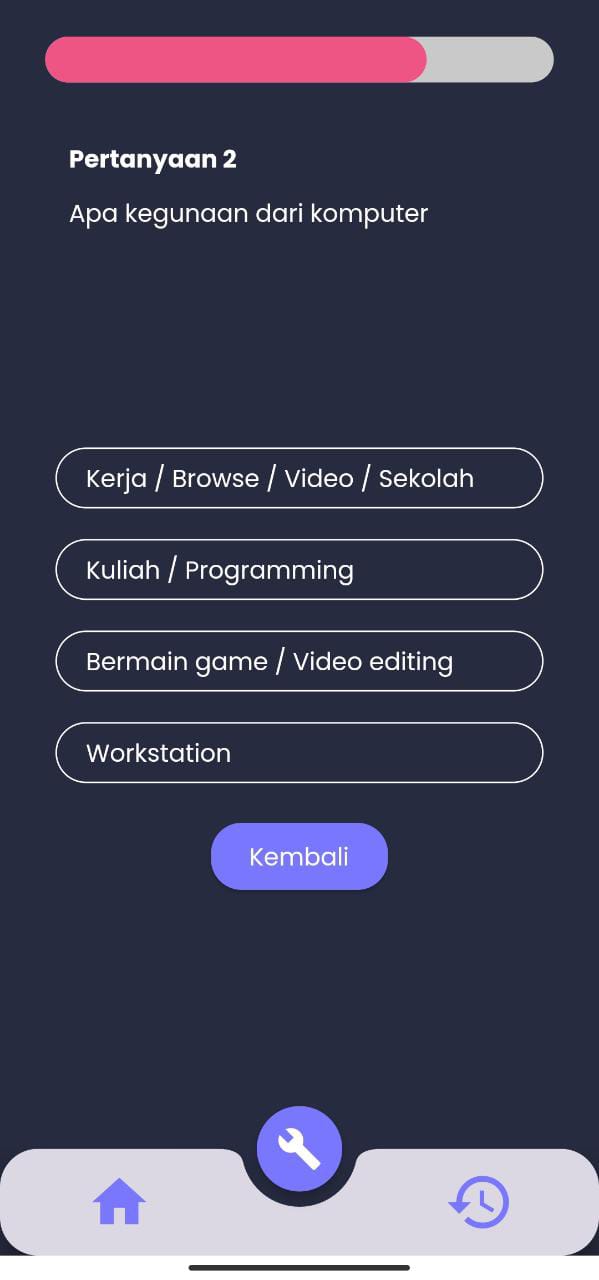 Pertanyaan 2
Apa kegunaan dari komputer
Kerja / Browse / Video / Sekolah
Kuliah / Programming
Bermain game / Video editing
Workstation
Kembali